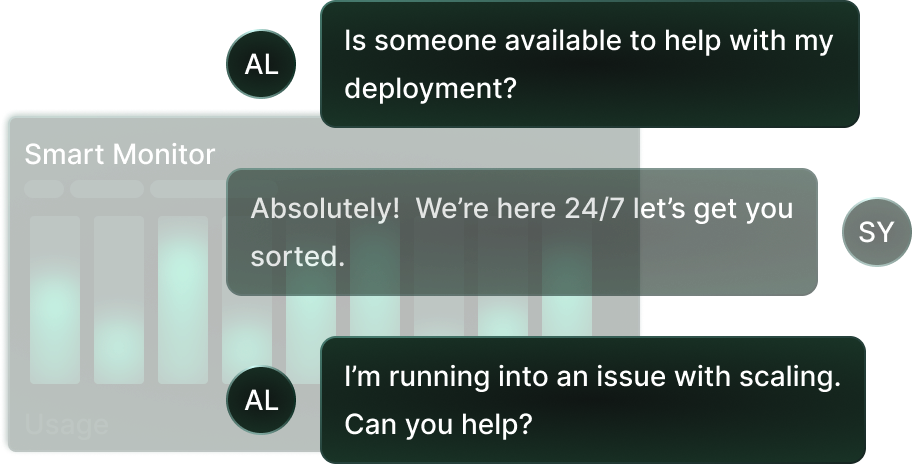 AL
Is someone available to help with my
deployment?
Smart Monitor
Absolutely!  We’re here 24/7 let’s get you
sorted.
SY
AL
I’m running into an issue with scaling.
Can you help?
Usage